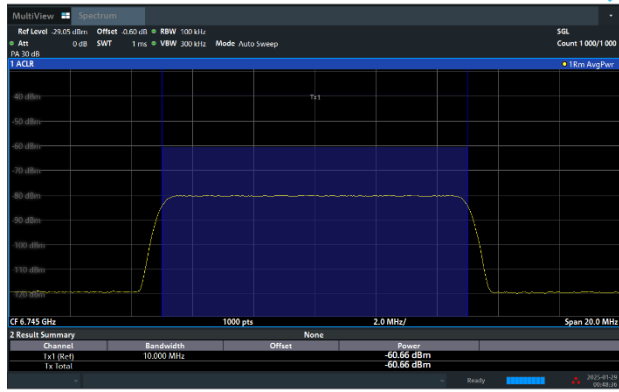 MultiView Spectrum
Ref Level -29.05 dBm Offset -0.60 dB RBW 100 kHz SGL
Att 0 dB SWT 1 ms VBW 300 kHz Mode Auto Sweep Count 1 000/1 000
PA 30 dB
1 ACLR 1Rm AvgPwr
Tx1
-40 dBm
-50 dBm
-60 dBm
-70 dBm
-80 dBm
-90 dBm
-100 dBm
-110 dBm
-120 dBm
CF 6.745 GHz 1000 pts 2.0 MHz/ Span 20.0 MHz
2 Result Summary None
Channel Bandwidth Offset Power
Tx1 (Ref) 10.000 MHz -60.66 dBm
Tx Total -60.66 dBm
Ready 2025-01-29
00:48:36